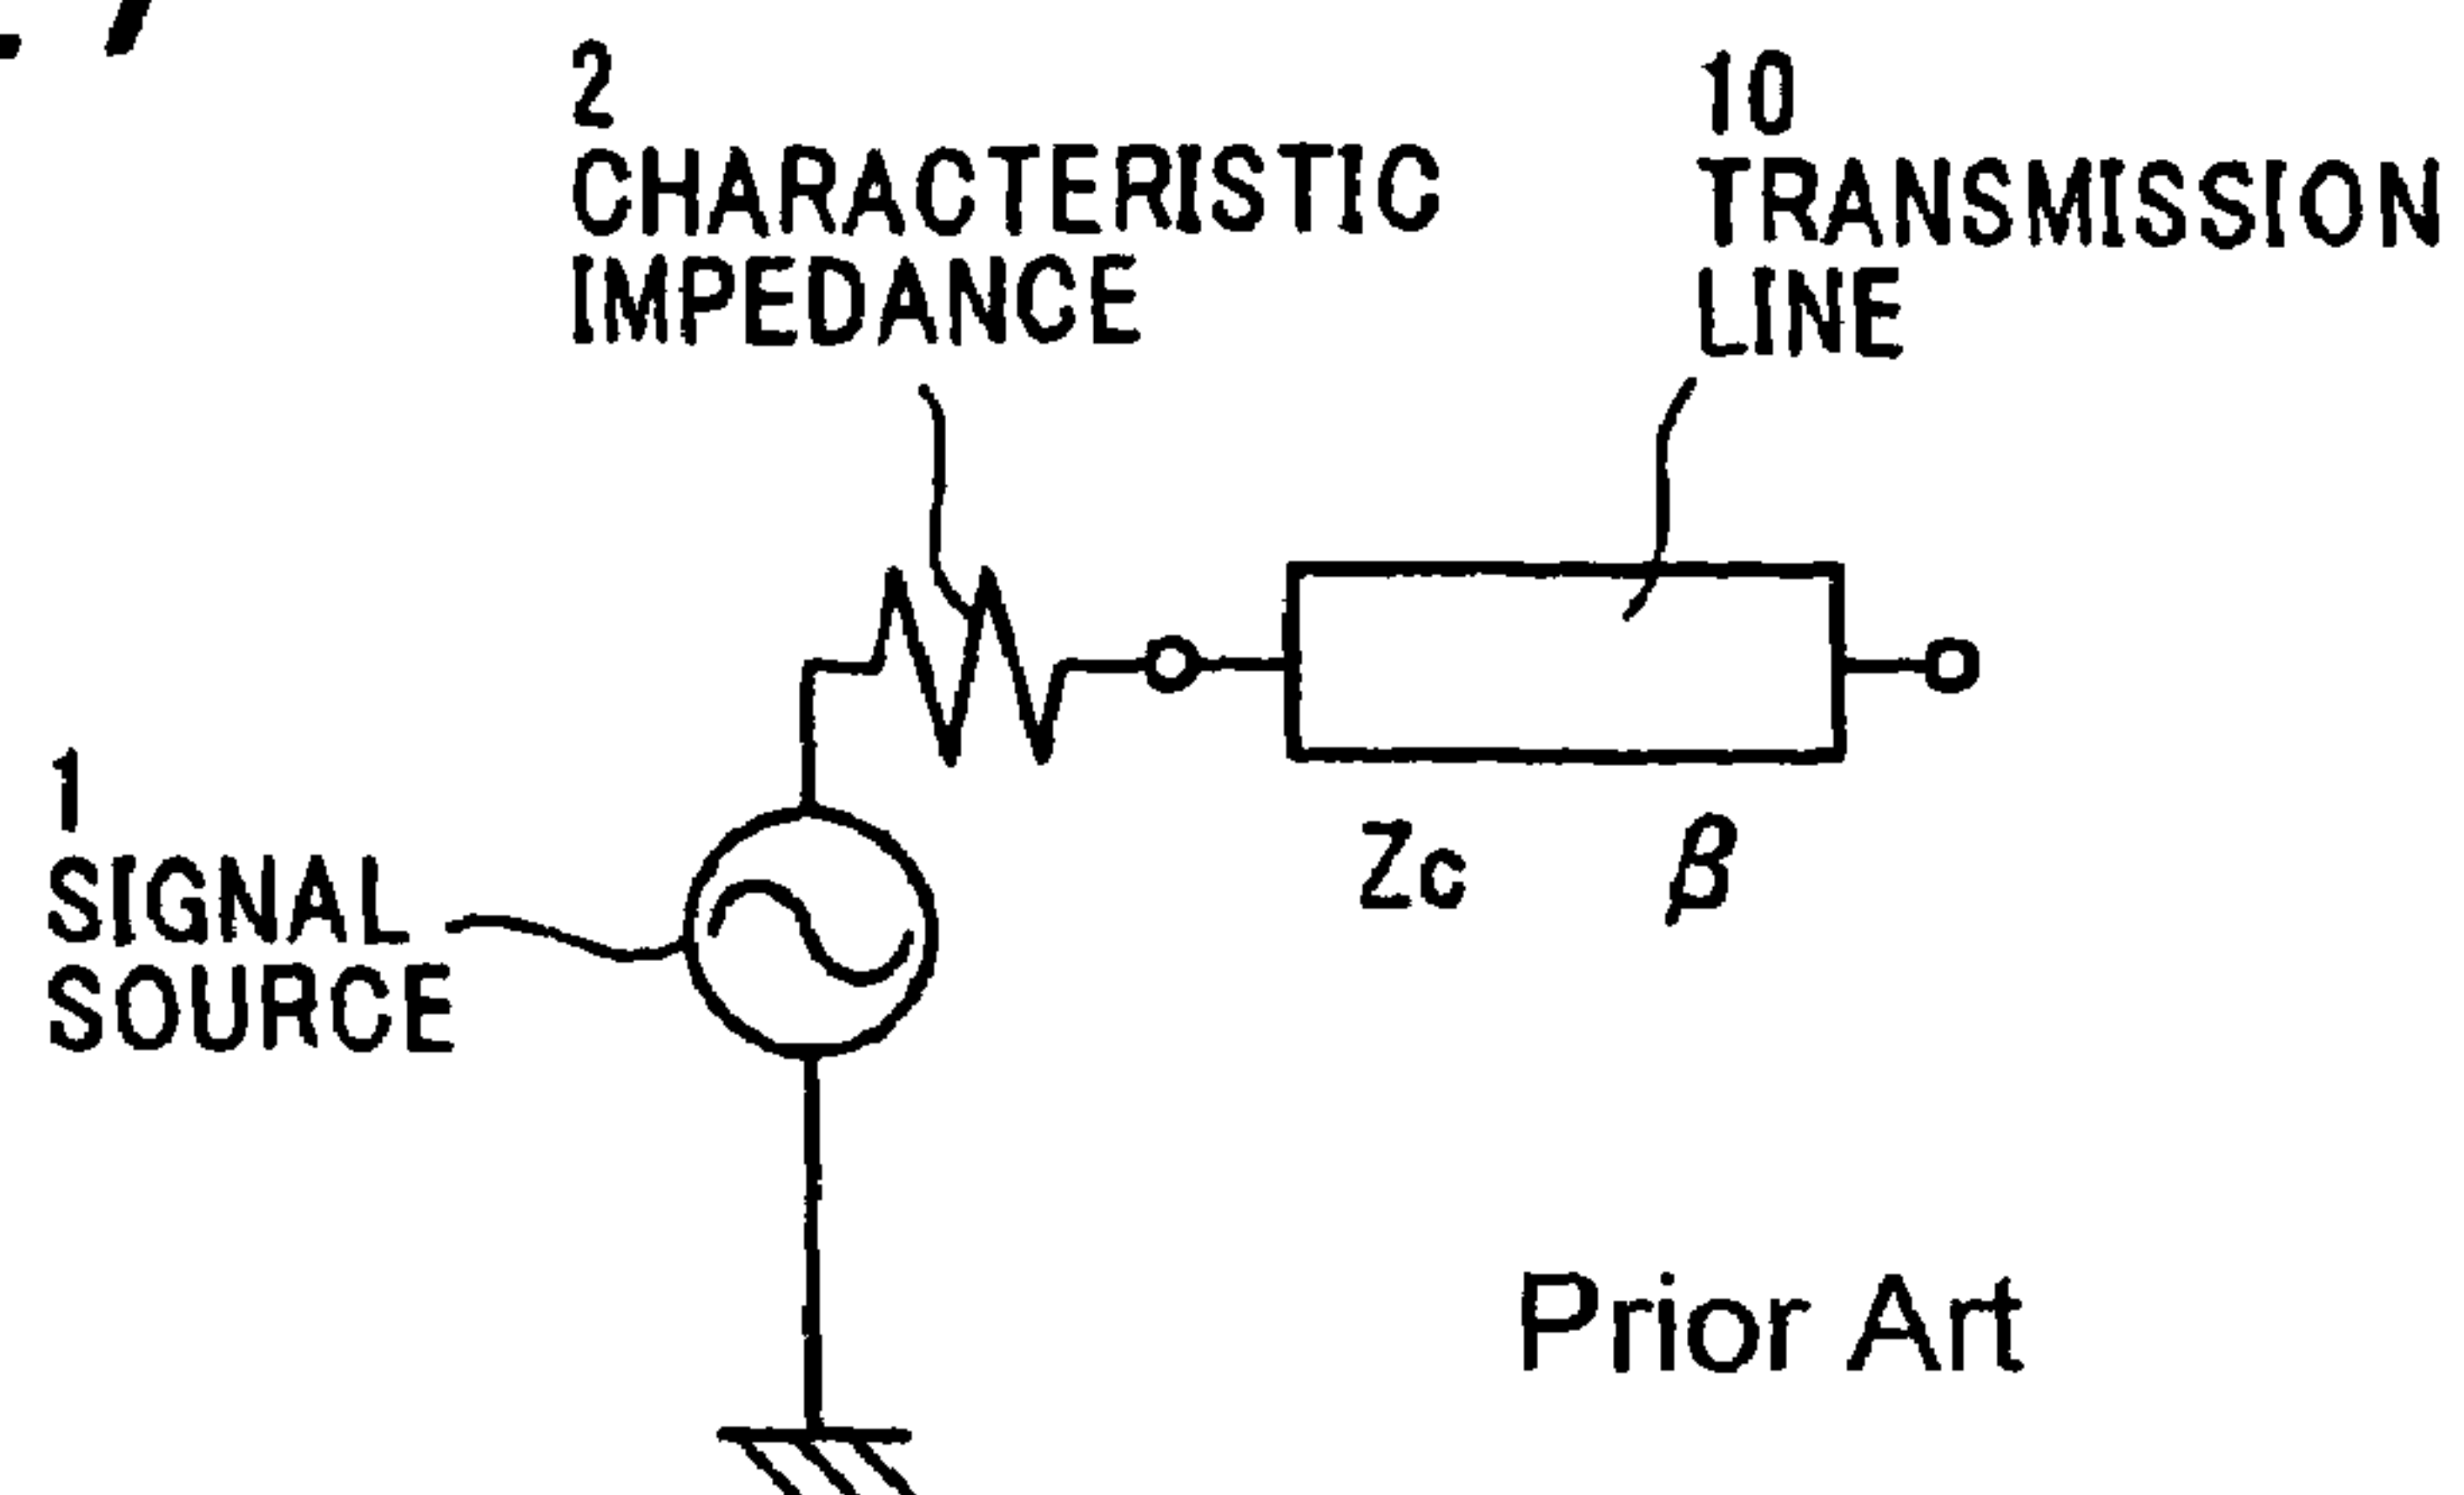 2
CHARACTERISTIC
IMPEDANCE
10
TRANSMISSION
LINE
1
SIGNAL
SOURCE
Zc
β
Prior Art